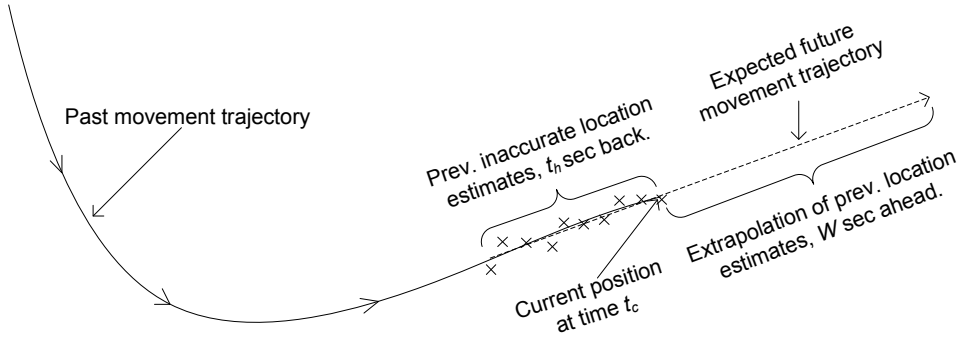 Past movement trajectory
Prev. inaccurate location
estimates, t_h sec back.
Expected future
movement trajectory
Extrapolation of prev. location
estimates, W sec ahead.
Current position
at time t_c